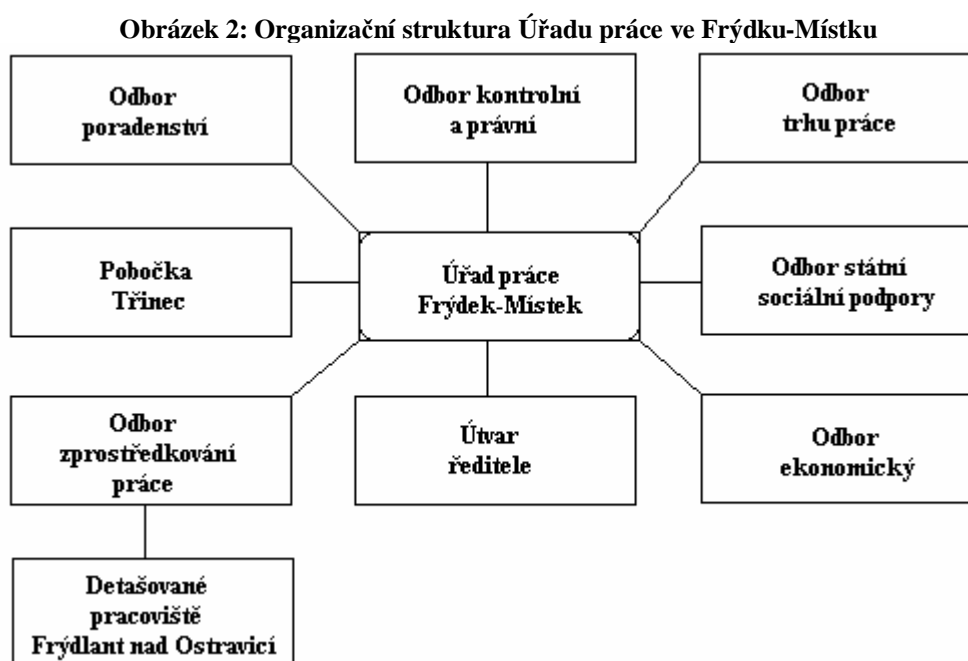 Obrázek 2: Organizační struktura Úřadu práce ve Frýdku-Místku
Odbor
poradenství
Odbor kontrolní
a právní
Odbor
trhu práce
Pobočka
Třinec
Úřad práce
Frýdek-Místek
Odbor státní
sociální podpory
Odbor
zprostředkování
práce
Útvar
ředitele
Odbor
ekonomický
Detašované
pracoviště
Frýdlant nad Ostravicí